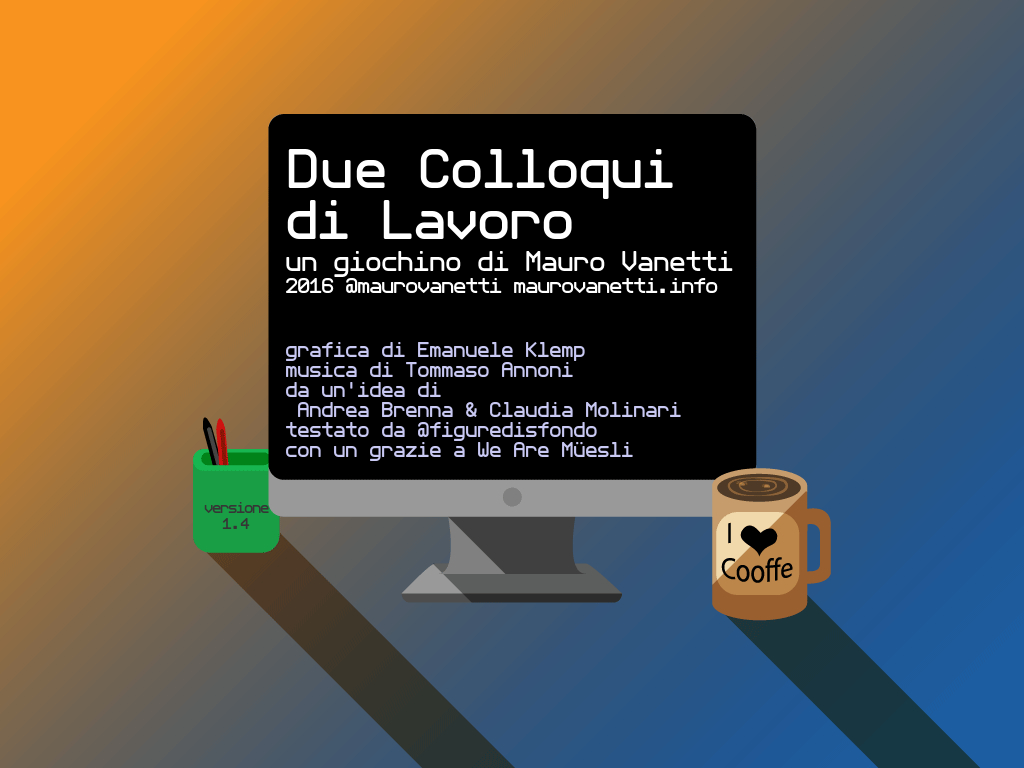 Due Colloqui
di Lavoro
un giochino di Mauro Vanetti
2016 @maurovanetti maurovanetti.info
grafica di Emanuele Klemp
musica di Tommaso Annoni
da un'idea di
Andrea Brenna & Claudia Molinari
testato da @figuredisfondo
con un grazie a We Are Müesli
versione
1.4
I ♥
Cooffe